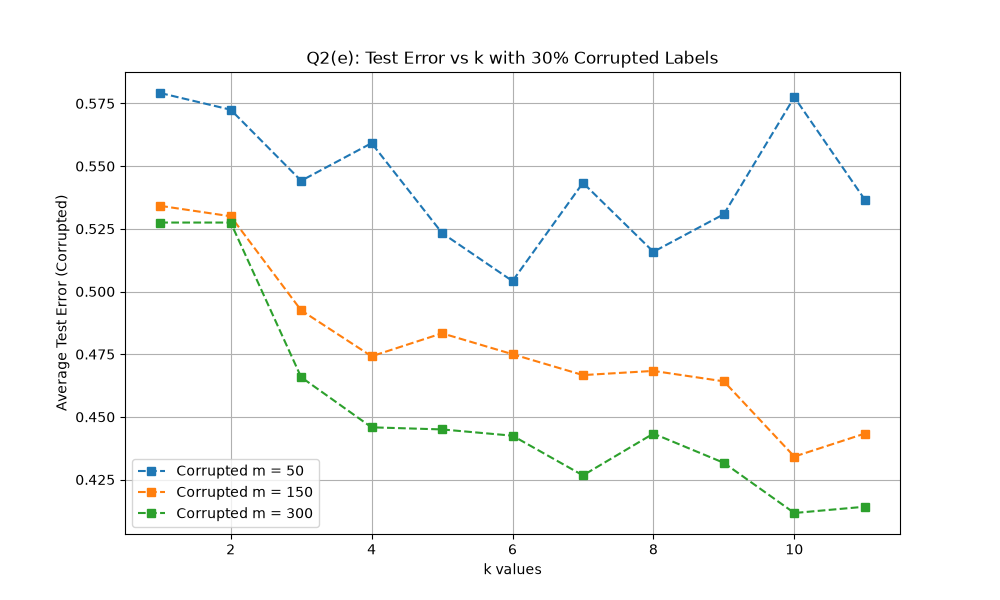 Q2(e): Test Error vs k with 30% Corrupted Labels
Average Test Error (Corrupted)
0.575
0.550
0.525
0.500
0.475
0.450
0.425
Corrupted m = 50
Corrupted m = 150
Corrupted m = 300
2
4
6
8
10
k values